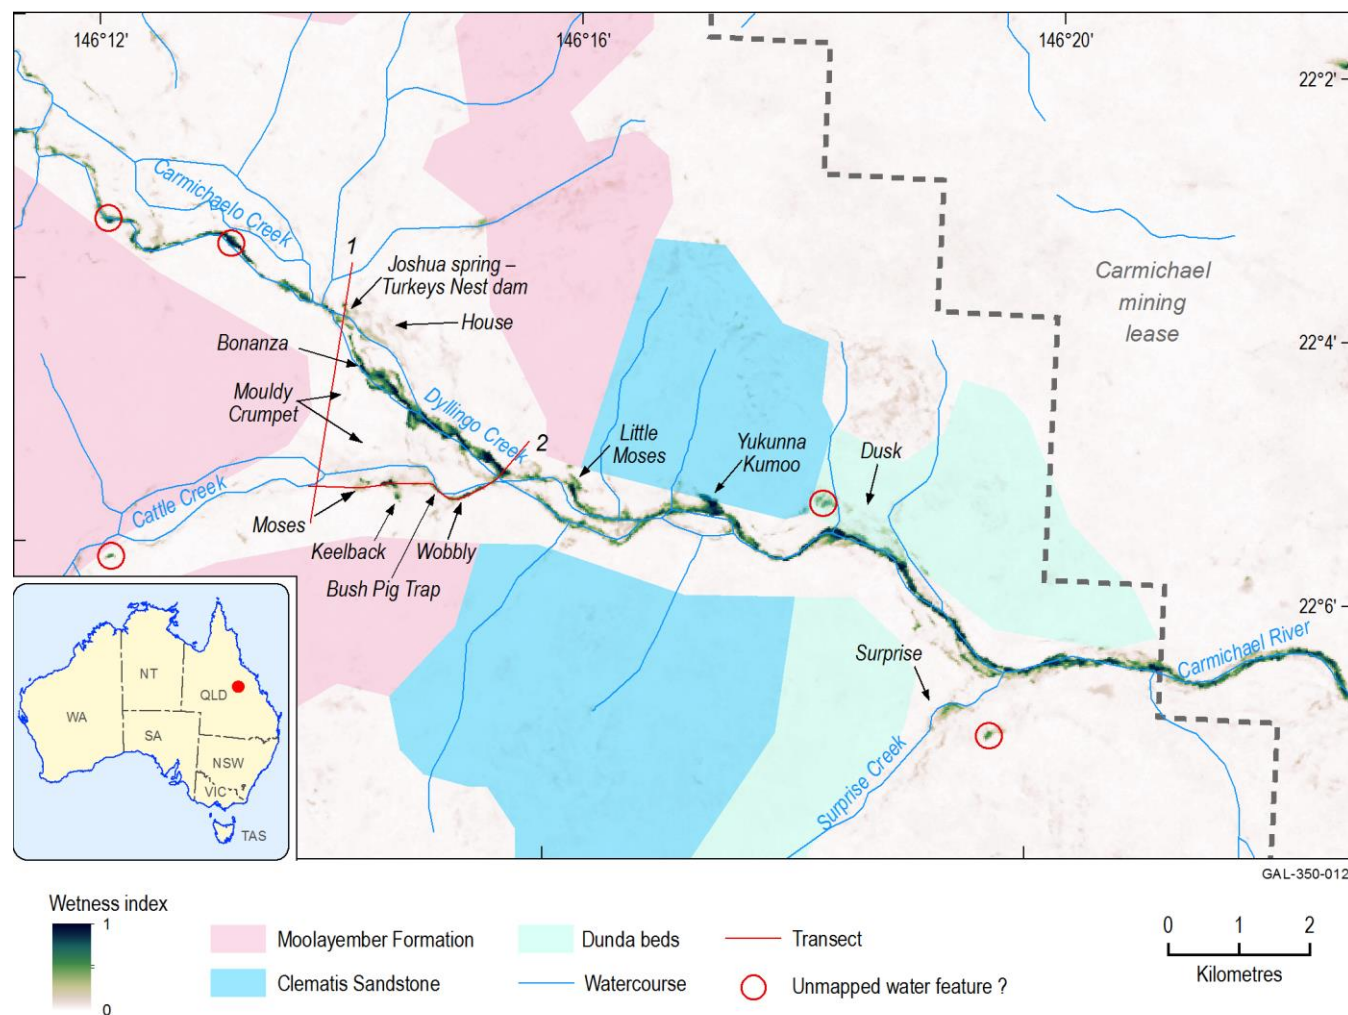 146°12'
146°16'
146°20'
22°2'
Carmichaelo Creek
1
Joshua spring –
Turkeys Nest dam
House
Carmichael
mining
lease
22°4'
Bonanza
Mouldy
Crumpet
Dyllingo Creek
2
Little
Moses
Yukunna
Kumoo
Dusk
Cattle Creek
Moses
Keelback
Wobbly
Bush Pig Trap
22°6'
Carmichael River
Surprise
Surprise Creek
NT
QLD
WA
SA
NSW
VIC
TAS
GAL-350-012
Wetness index
1
0
Moolayember Formation
Clematis Sandstone
Dunda beds
Watercourse
Transect
Unmapped water feature ?
0 1 2
Kilometres